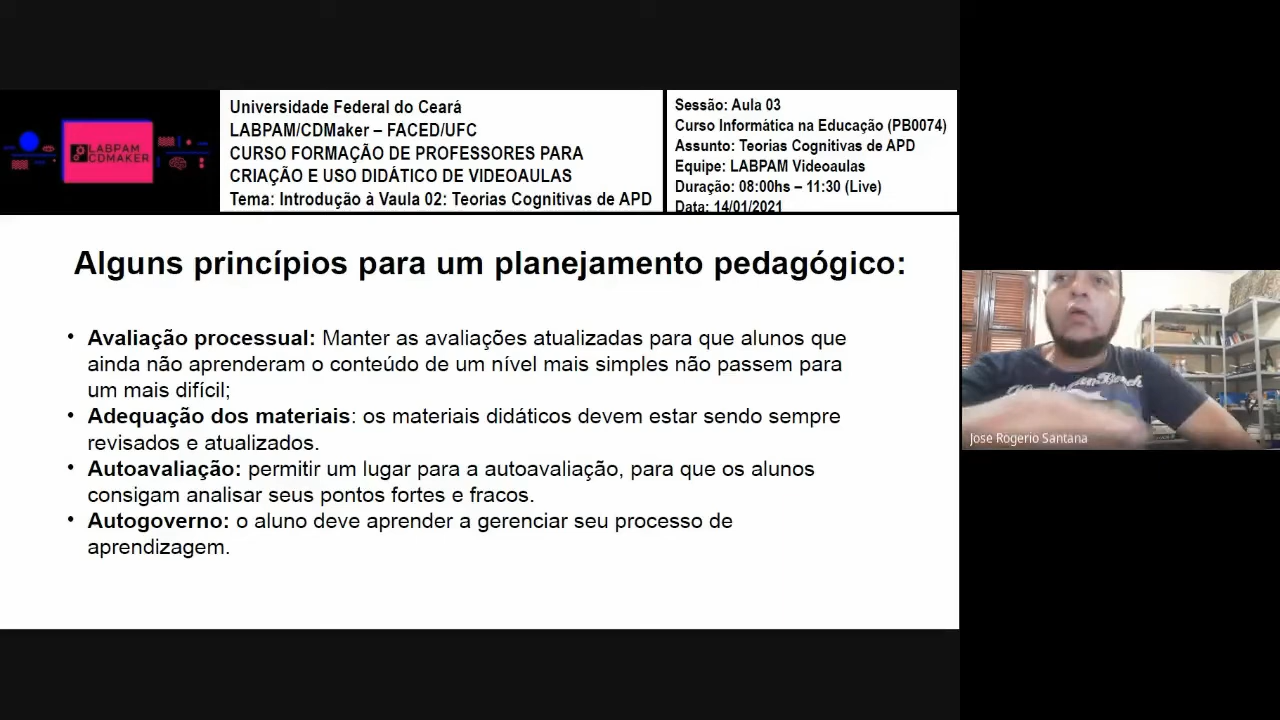 LABPAM
CDMAKER
Universidade Federal do Ceará
LABPAM/CDMaker – FACED/UFC
CURSO FORMAÇÃO DE PROFESSORES PARA
CRIAÇÃO E USO DIDÁTICO DE VIDEOAULAS
Tema: Introdução à Vaula 02: Teorias Cognitivas de APD
Sessão: Aula 03
Curso Informática na Educação (PB0074)
Assunto: Teorias Cognitivas de APD
Equipe: LABPAM Videoaulas
Duração: 08:00hs – 11:30 (Live)
Data: 14/01/2021
Alguns princípios para um planejamento pedagógico:
• Avaliação processual: Manter as avaliações atualizadas para que alunos que
ainda não aprenderam o conteúdo de um nível mais simples não passem para
um mais difícil;
• Adequação dos materiais: os materiais didáticos devem estar sendo sempre
revisados e atualizados.
• Autoavaliação: permitir um lugar para a autoavaliação, para que os alunos
consigam analisar seus pontos fortes e fracos.
• Autogoverno: o aluno deve aprender a gerenciar seu processo de
aprendizagem.
Jose Rogerio Santana